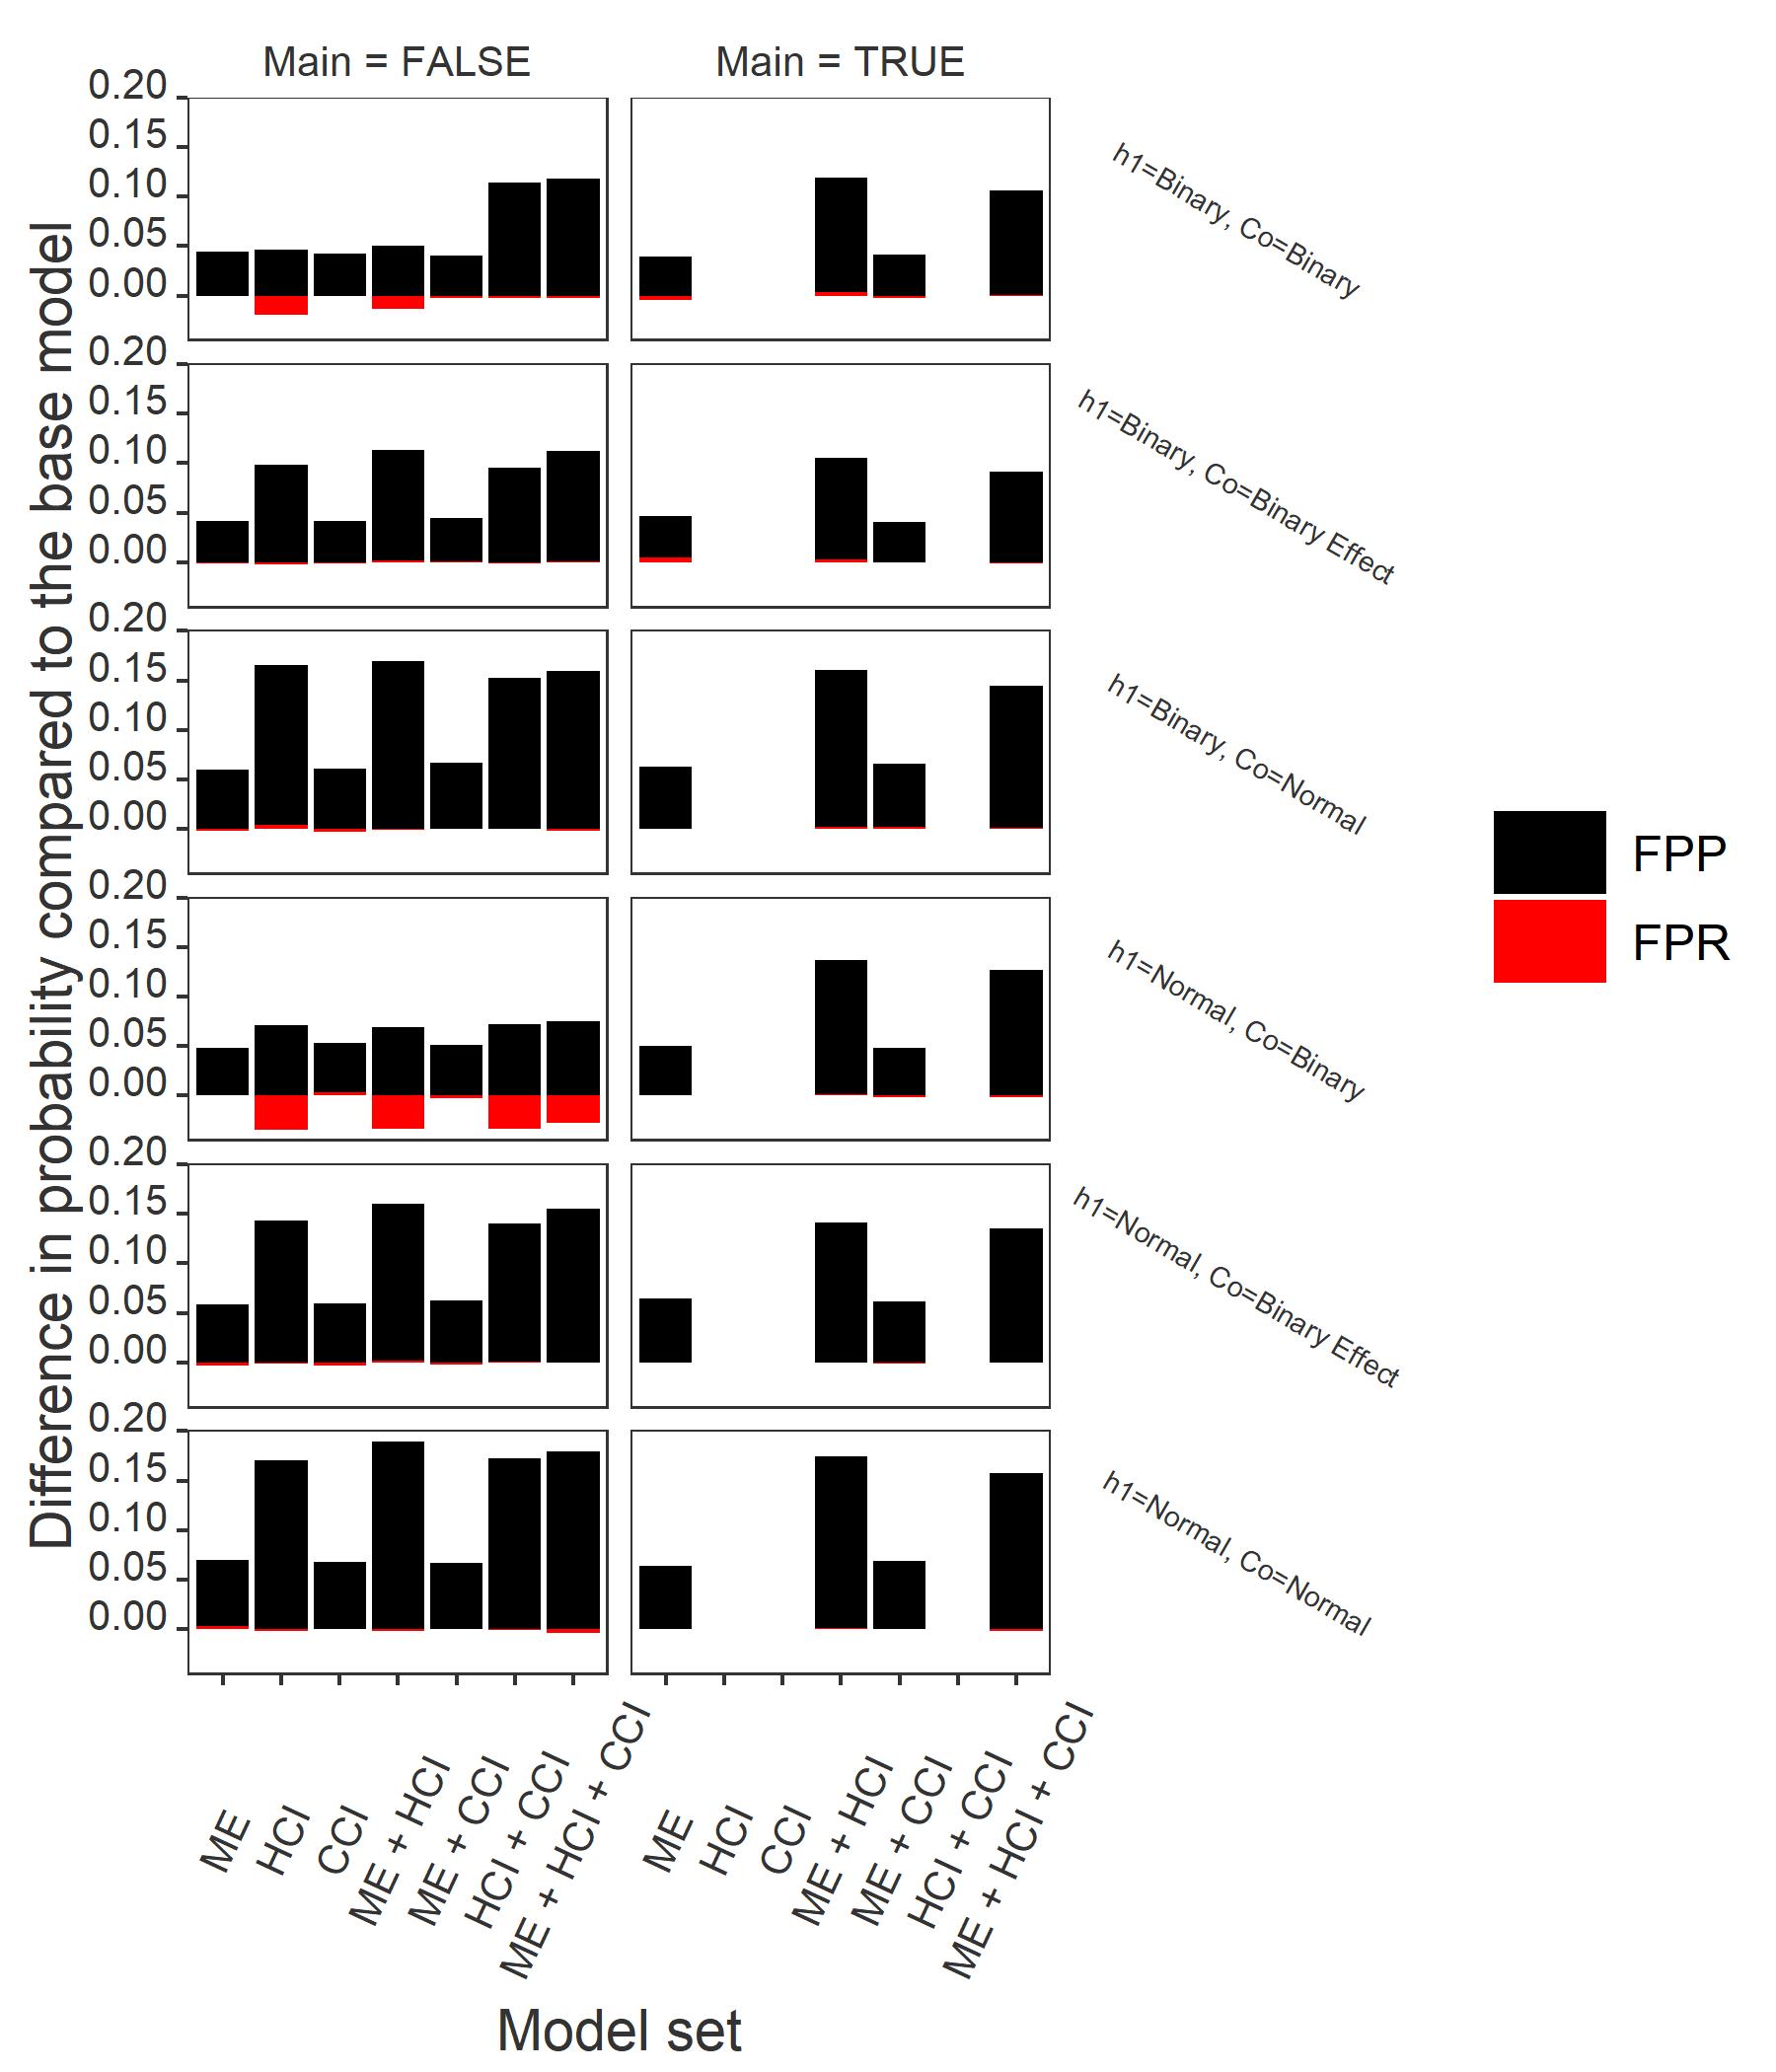 Main = FALSE
Main = TRUE
Difference in probability compared to the base model
0.20
0.15
0.10
0.05
0.00
h1=Binary, Co=Binary
0.20
0.15
0.10
0.05
0.00
h1=Binary, Co=Binary Effect
0.20
0.15
0.10
0.05
0.00
h1=Binary, Co=Normal
0.20
0.15
0.10
0.05
0.00
h1=Normal, Co=Binary
0.20
0.15
0.10
0.05
0.00
h1=Normal, Co=Binary Effect
0.20
0.15
0.10
0.05
0.00
h1=Normal, Co=Normal
FPP
FPR
ME
HCI
CCI
ME + HCI
ME + CCI
HCI + CCI
ME + HCI + CCI
ME
HCI
CCI
ME + HCI
ME + CCI
HCI + CCI
ME + HCI + CCI
Model set